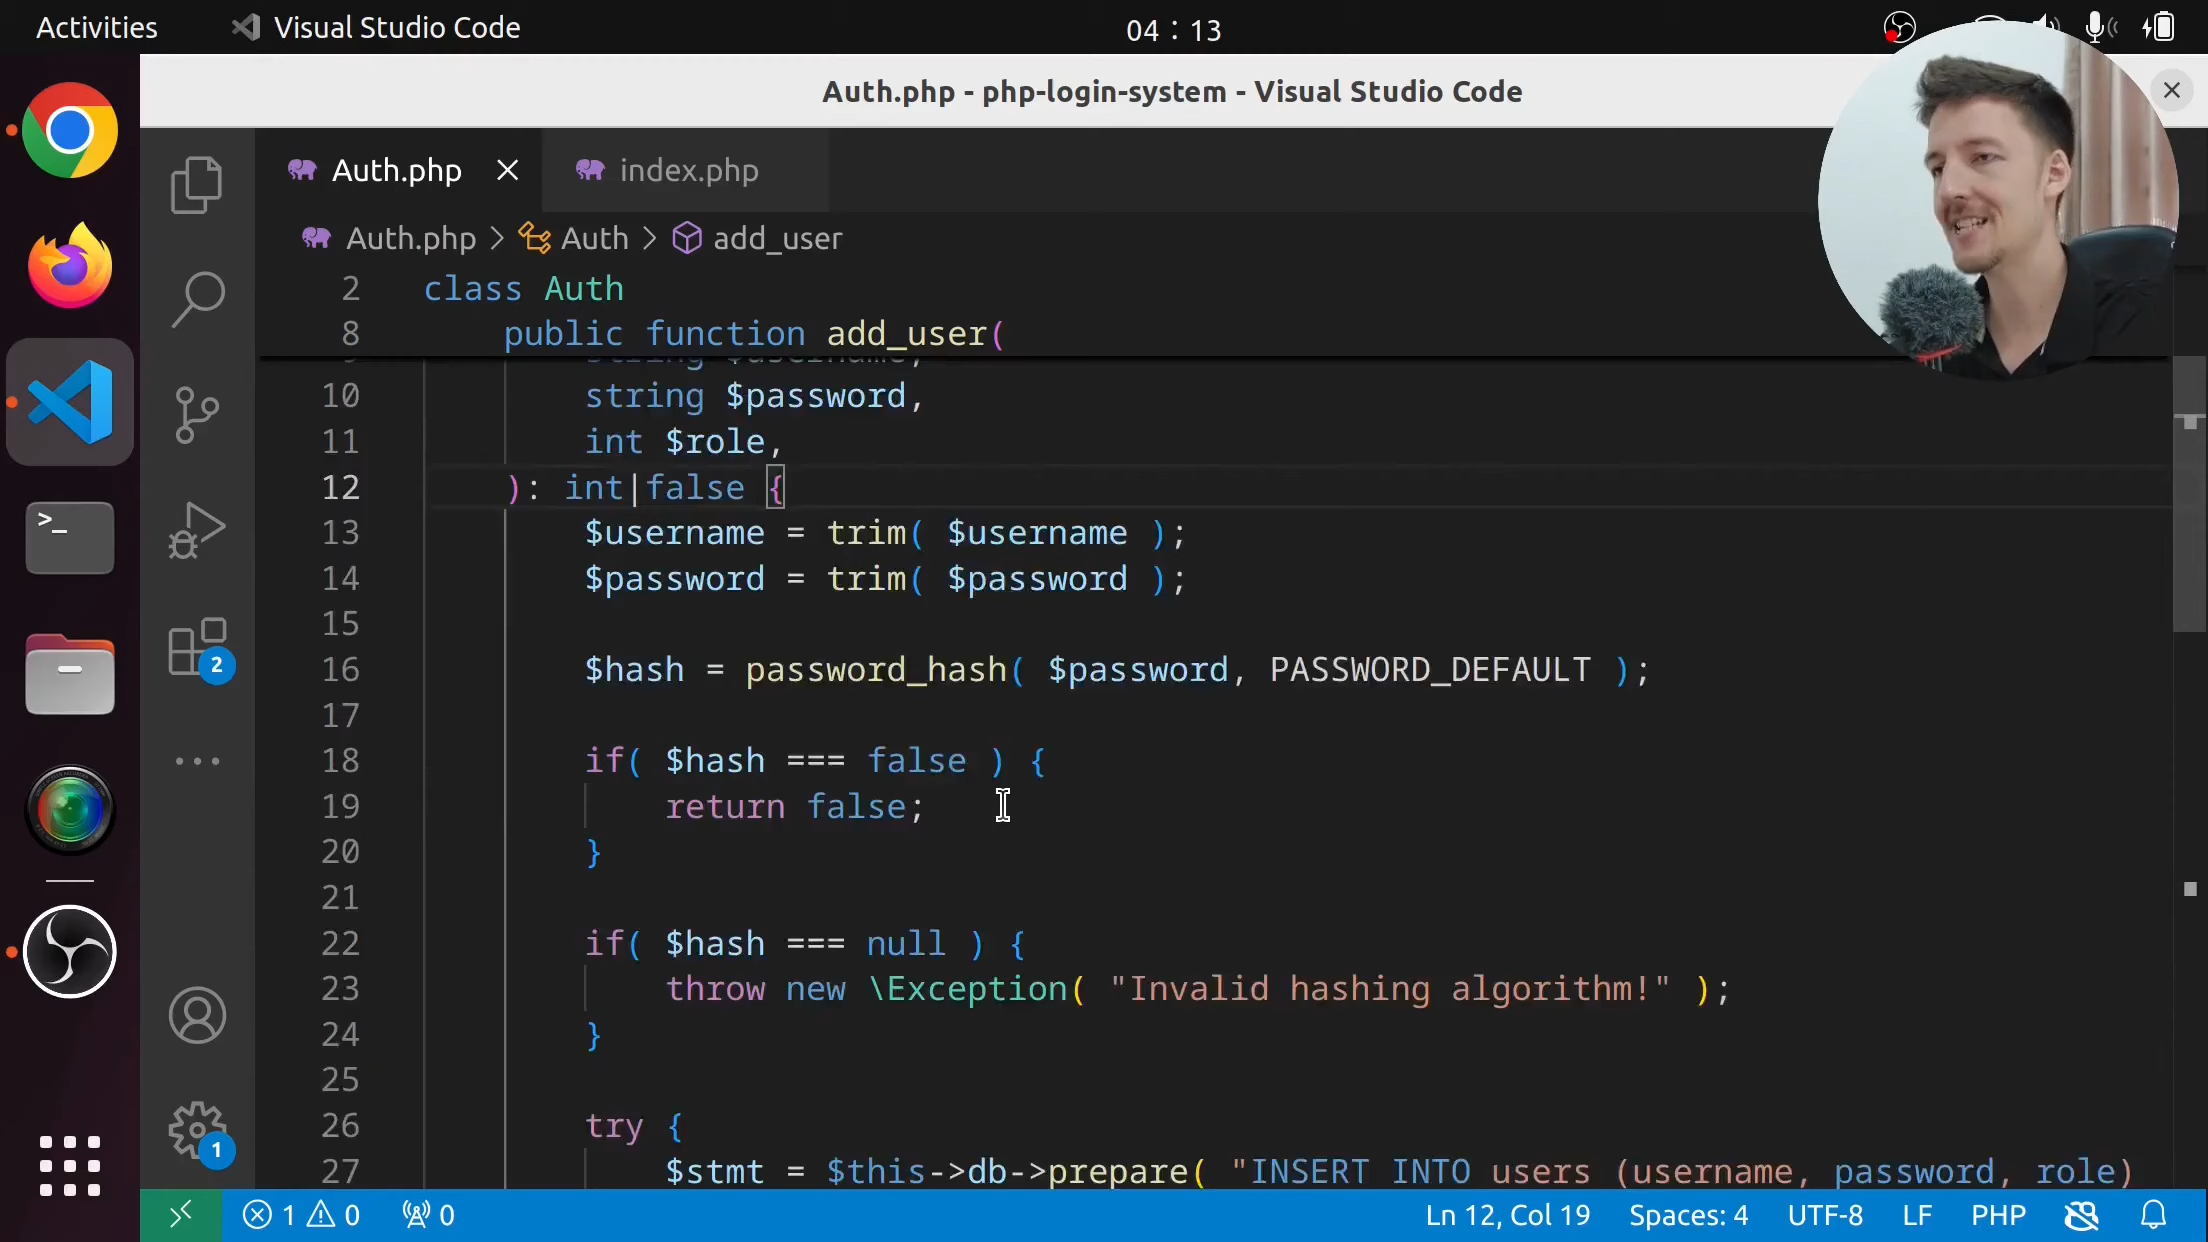 Activities
Visual Studio Code
04 : 13
Auth.php - php-login-system - Visual Studio Code
Auth.php
index.php
Auth.php > Auth > add_user
2 class Auth
8 public function add_user(
string $username,
10 string $password,
11 int $role,
12 ): int|false {
13 $username = trim( $username );
14 $password = trim( $password );
15
16 $hash = password_hash( $password, PASSWORD_DEFAULT );
17
18 if( $hash === false ) {
19 return false;
20 }
21
22 if( $hash === null ) {
23 throw new \Exception( "Invalid hashing algorithm!" );
24 }
25
26 try {
27 $stmt = $this->db->prepare( "INSERT INTO users (username, password, role)
2
1
1 0 0
Ln 12, Col 19 Spaces: 4 UTF-8 LF PHP